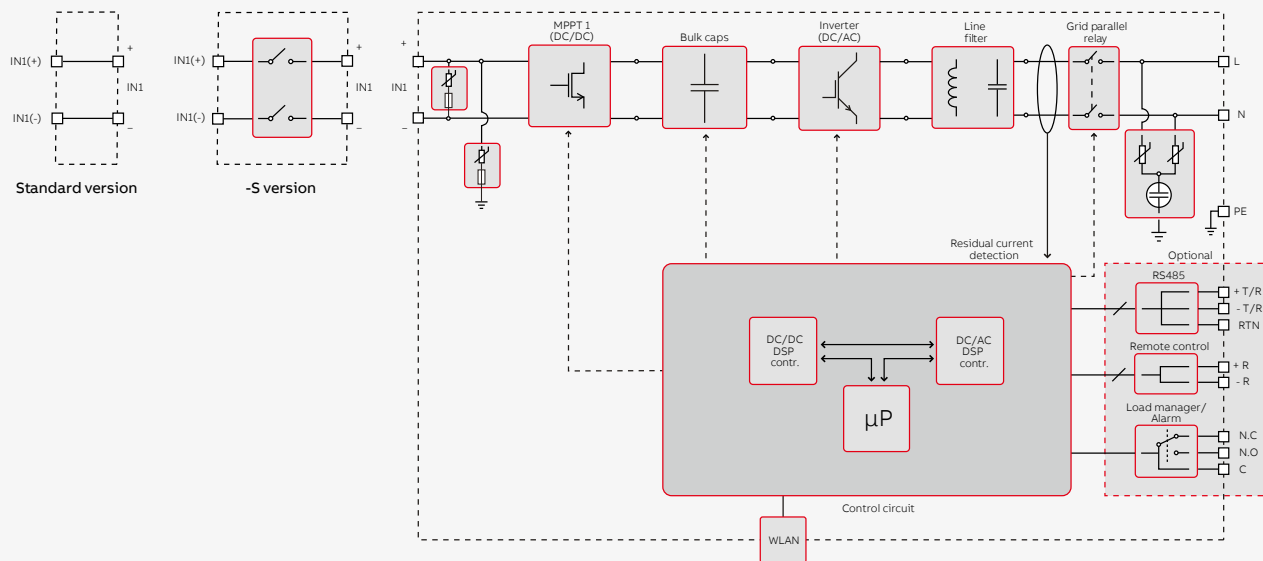 IN1(+)
+
IN1
IN1(-)
–
Standard version
IN1(+)
+
IN1
IN1(-)
–
-S version
+
IN1
–
MPPT 1
(DC/DC)
Bulk caps
Inverter
(DC/AC)
Line
filter
Grid parallel
relay
L
N
PE
Residual current
detection
Optional
RS485
+ T/R
- T/R
RTN
Remote control
+ R
- R
Load manager/
Alarm
N.C
N.O
C
DC/DC
DSP
contr.
DC/AC
DSP
contr.
µP
Control circuit
WLAN